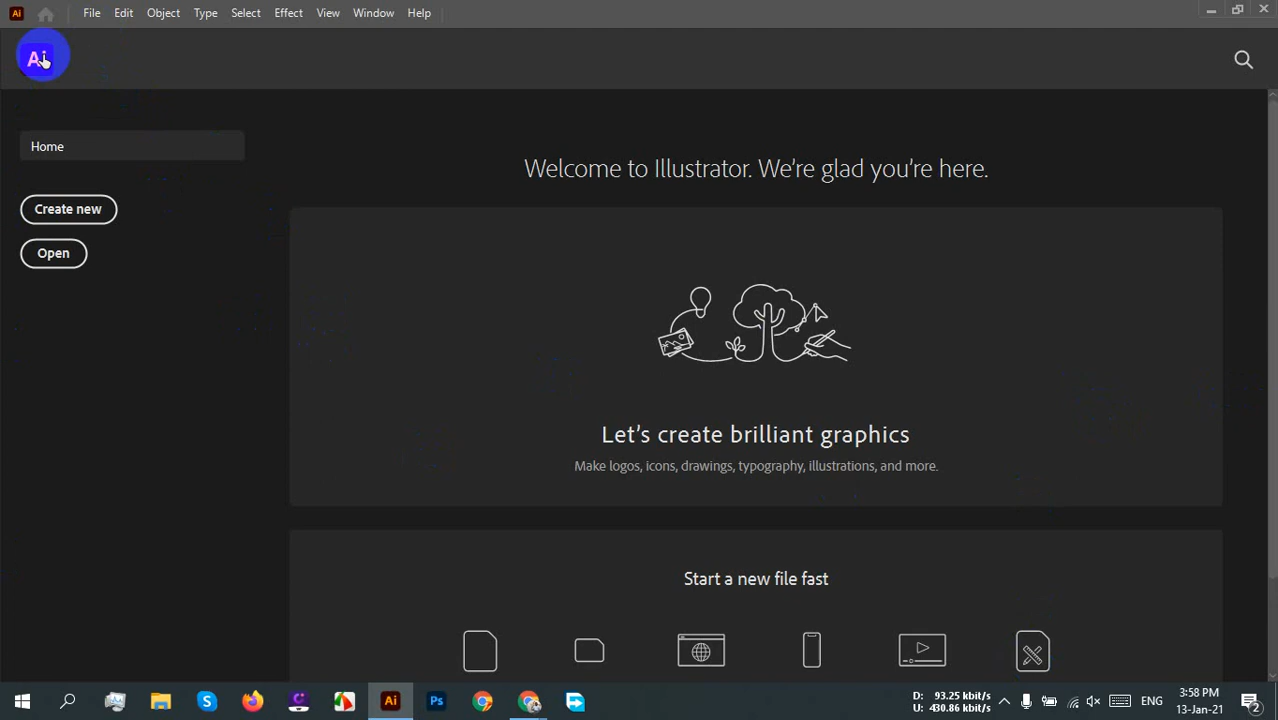 Ai File Edit Object Type Select Effect View Window Help
Ai
Home
Welcome to Illustrator. We're glad you're here.
Create new
Open
Let's create brilliant graphics
Make logos, icons, drawings, typography, illustrations, and more.
Start a new file fast
Ai Ps D: 93.25 kbit/s ENG 3:58 PM
U: 430.86 kbit/s 13-Jan-21 2